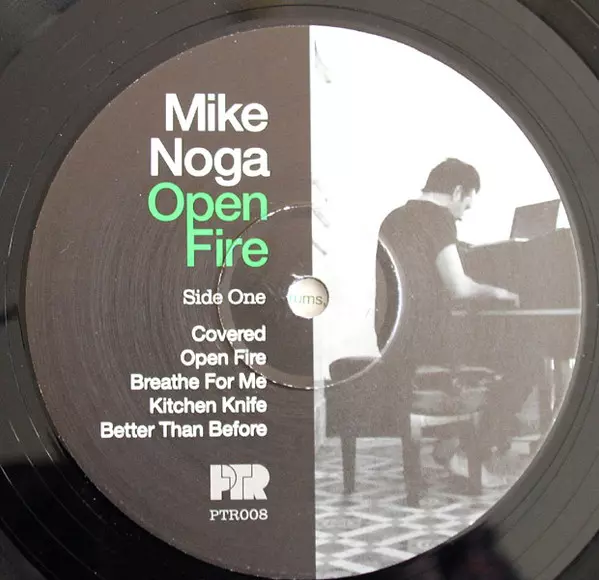 Mike
Noga
Open
Fire
Side One
rums,
Covered
Open Fire
Breathe For Me
Kitchen Knife
Better Than Before
PTR
PTR008